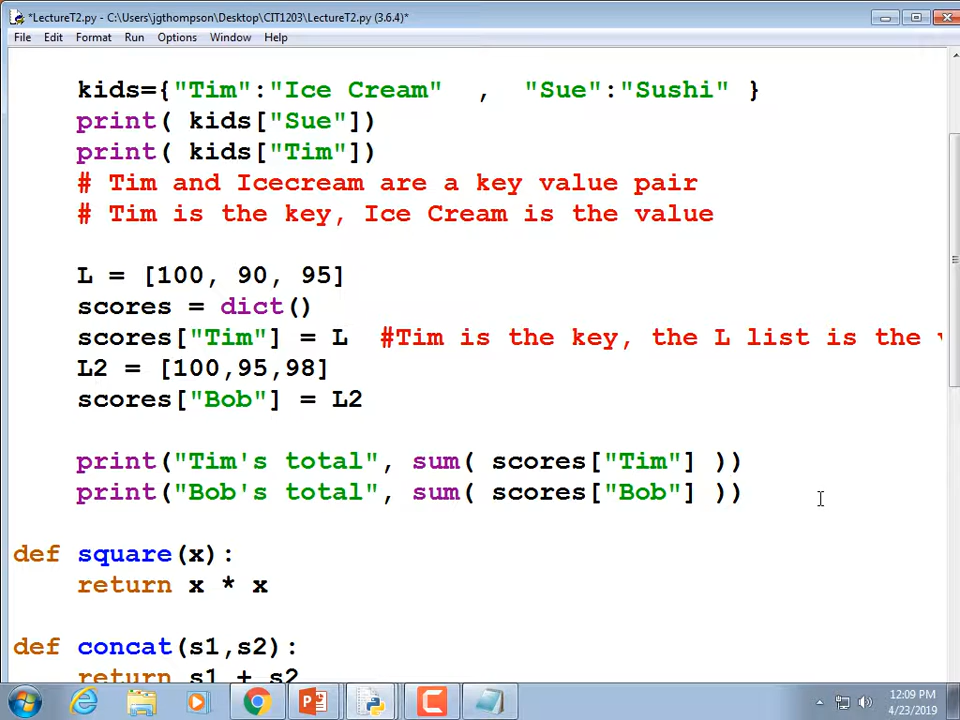 *LectureT2.py - C:\Users\jgthompson\Desktop\CIT1203\LectureT2.py (3.6.4)*
File Edit Format Run Options Window Help
kids={"Tim":"Ice Cream" , "Sue":"Sushi" }
print( kids["Sue"])
print( kids["Tim"])
# Tim and Icecream are a key value pair
# Tim is the key, Ice Cream is the value
L = [100, 90, 95]
scores = dict()
scores["Tim"] = L #Tim is the key, the L list is the
L2 = [100,95,98]
scores["Bob"] = L2
print("Tim's total", sum( scores["Tim"] ))
print("Bob's total", sum( scores["Bob"] ))
def square(x):
return x * x
def concat(s1,s2):
return s1 + s2
12:09 PM
4/23/2019